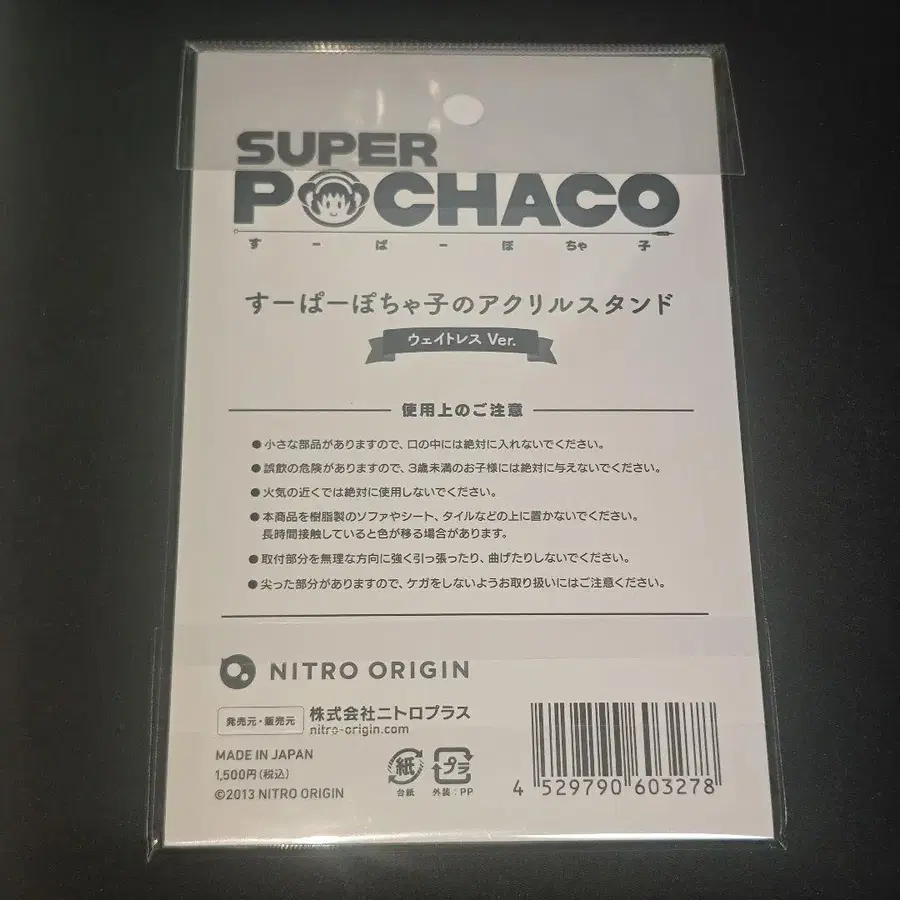 SUPER
POCHACO
すーぱーぽちゃ子
すーぱーぽちゃ子のアクリルスタンド
ウェイトレス Ver.
使用上のご注意
●小さな部品がありますので、口の中には絶対に入れないでください。
●誤飲の危険がありますので、3歳未満のお子様には絶対に与えないでください。
●火気の近くでは絶対に使用しないでください。
●本商品を樹脂製のソファやシート、タイルなどの上に置かないでください。
長時間接触していると色が移る場合があります。
●取付部分を無理な方向に強く引っ張ったり、曲げたりしないでください。
●尖った部分がありますので、ケガをしないようお取り扱いにはご注意ください。
NITRO ORIGIN
発売元・販売元 株式会社ニトロプラス
nitro-origin.com
MADE IN JAPAN
1,500円(税込)
©2013 NITRO ORIGIN
紙
台紙
プラ
外装:PP
4 529790 603278